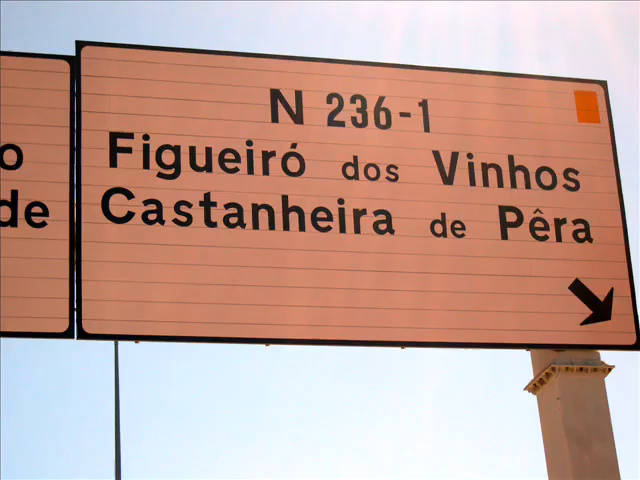 N 236-1
Figueiró dos Vinhos
Castanheira de Pêra
o
de